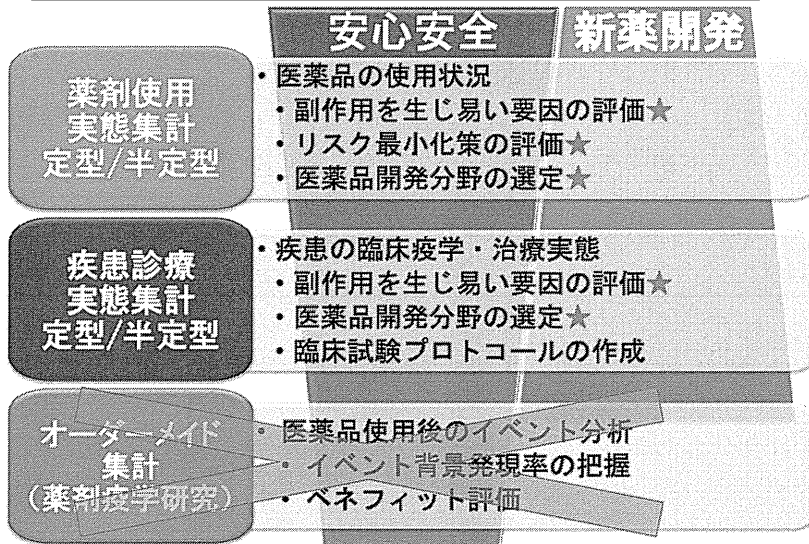 安心安全
新薬開発
薬剤使用
実態集計
定型/半定型
・医薬品の使用状況
・副作用を生じ易い要因の評価★
・リスク最小化策の評価★
・医薬品開発分野の選定★
疾患診療
実態集計
定型/半定型
・疾患の臨床疫学・治療実態
・副作用を生じ易い要因の評価★
・医薬品開発分野の選定★
・臨床試験プロトコールの作成
オーダーメイド
集計
(薬剤疫学研究)
・医薬品使用後のイベント分析
・イベント背景発現率の把握
・ベネフィット評価